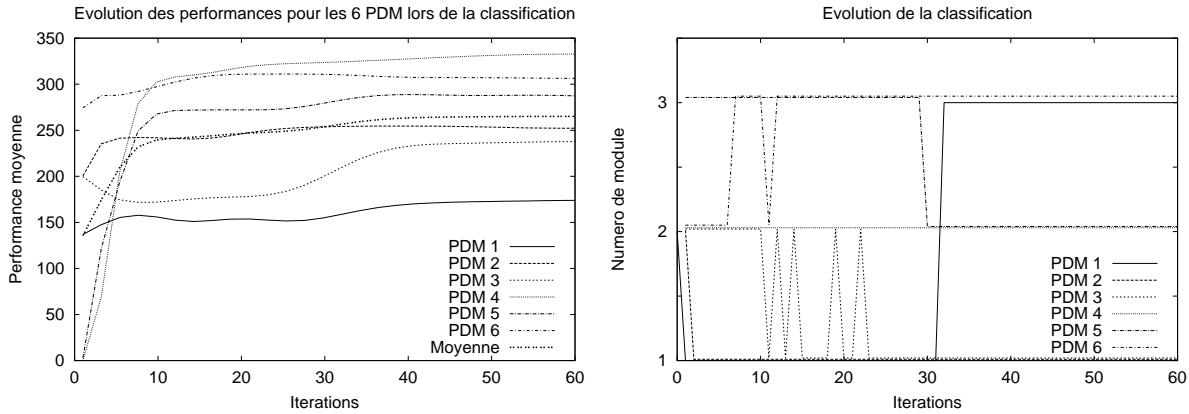 Evolution des performances pour les 6 PDM lors de la classification
350
300
250
200
150
100
50
0
Performance moyenne
PDM 1
PDM 2
PDM 3
PDM 4
PDM 5
PDM 6
Moyenne
0 10 20 30 40 50 60
Iterations
Evolution de la classification
3
2
1
Numero de module
PDM 1
PDM 2
PDM 3
PDM 4
PDM 5
PDM 6
0 10 20 30 40 50 60
Iterations